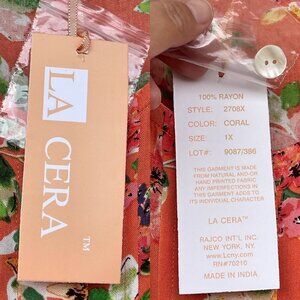 LA CERA™
100% RAYON
STYLE: 2708X
COLOR: CORAL
SIZE: 1X
LOT#: 9087/386
THIS GARMENT IS MADE
FROM NATURAL AND-OR
HAND PRINTED FABRIC
ANY IMPERFECTIONS IN
THIS GARMENT ADDS TO
ITS INDIVIDUAL CHARACTER
LA CERA™
RAJCO INT'L INC.
NEW YORK, NY.
www.Lcny.com
RN#70210
MADE IN INDIA